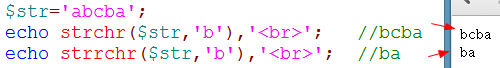 $str='abcba';
echo strchr($str,'b'),'<br>';   //bcba
echo strrchr($str,'b'),'<br>';  //ba
bcba
ba